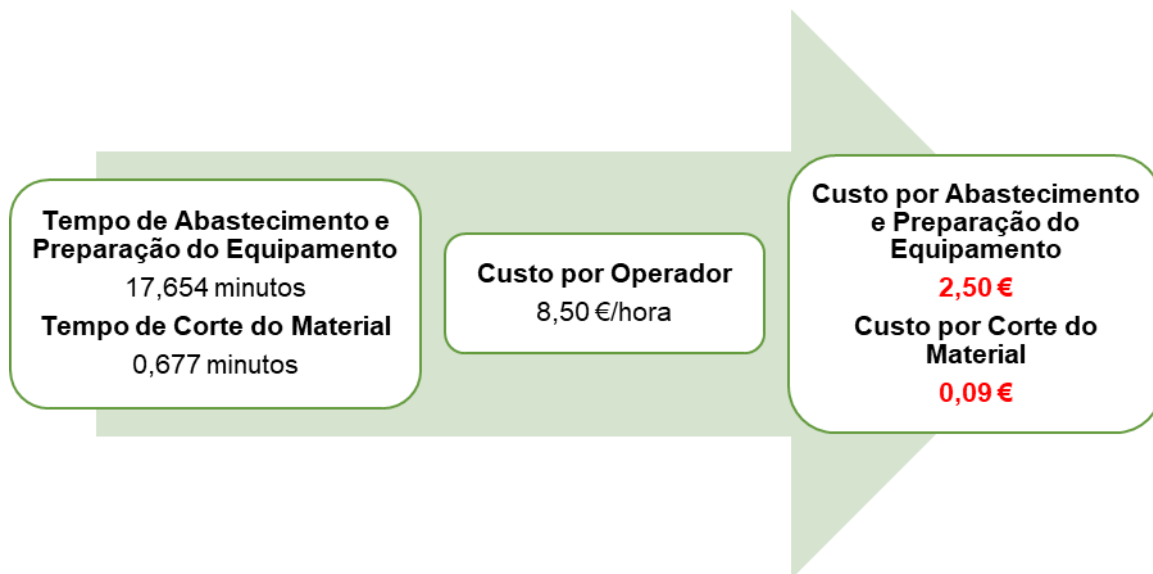 Tempo de Abastecimento e
Preparação do Equipamento
17,654 minutos
Tempo de Corte do Material
0,677 minutos
Custo por Operador
8,50 €/hora
Custo por Abastecimento
e Preparação do
Equipamento
2,50 €
Custo por Corte do
Material
0,09 €